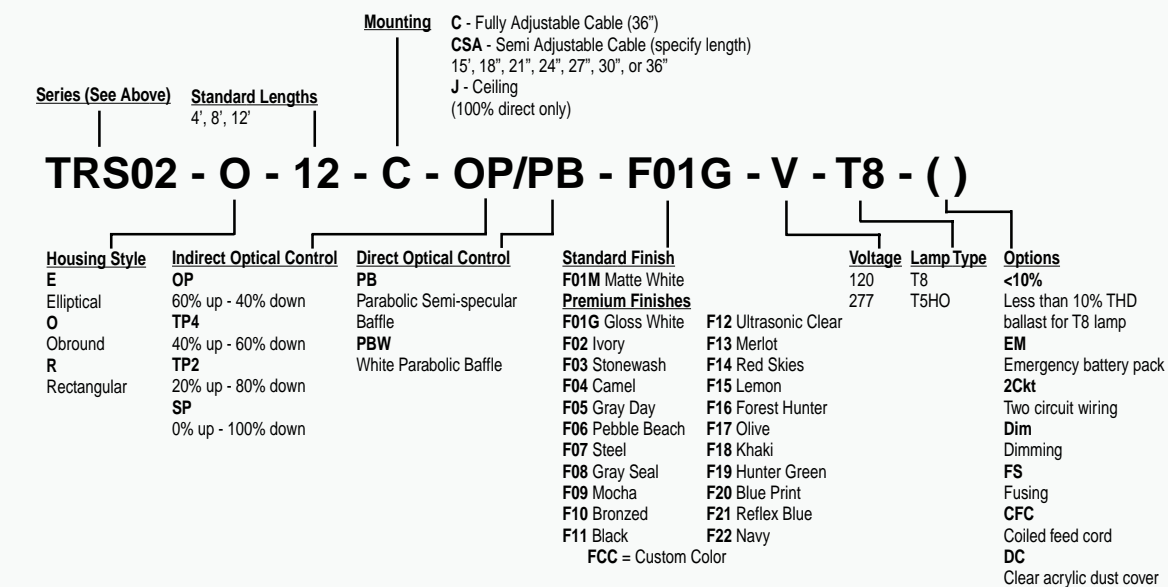 Mounting
C - Fully Adjustable Cable (36”)
CSA - Semi Adjustable Cable (specify length)
15’, 18”, 21”, 24”, 27”, 30”, or 36”
J - Ceiling
(100% direct only)
Series (See Above)
Standard Lengths
4’, 8’, 12’
TRS02 - O - 12 - C - OP/PB - F01G - V - T8 - ( )
Housing Style
E
Elliptical
O
Obround
R
Rectangular
Indirect Optical Control
OP
60% up - 40% down
TP4
40% up - 60% down
TP2
20% up - 80% down
SP
0% up - 100% down
Direct Optical Control
PB
Parabolic Semi-specular
Baffle
PBW
White Parabolic Baffle
Standard Finish
F01M Matte White
Premium Finishes
F01G Gloss White
F02 Ivory
F03 Stonewash
F04 Camel
F05 Gray Day
F06 Pebble Beach
F07 Steel
F08 Gray Seal
F09 Mocha
F10 Bronzed
F11 Black
F12 Ultrasonic Clear
F13 Merlot
F14 Red Skies
F15 Lemon
F16 Forest Hunter
F17 Olive
F18 Khaki
F19 Hunter Green
F20 Blue Print
F21 Reflex Blue
F22 Navy
FCC = Custom Color
Voltage
120
277
Lamp Type
T8
T5HO
Options
<10%
Less than 10% THD
ballast for T8 lamp
EM
Emergency battery pack
2Ckt
Two circuit wiring
Dim
Dimming
FS
Fusing
CFC
Coiled feed cord
DC
Clear acrylic dust cover